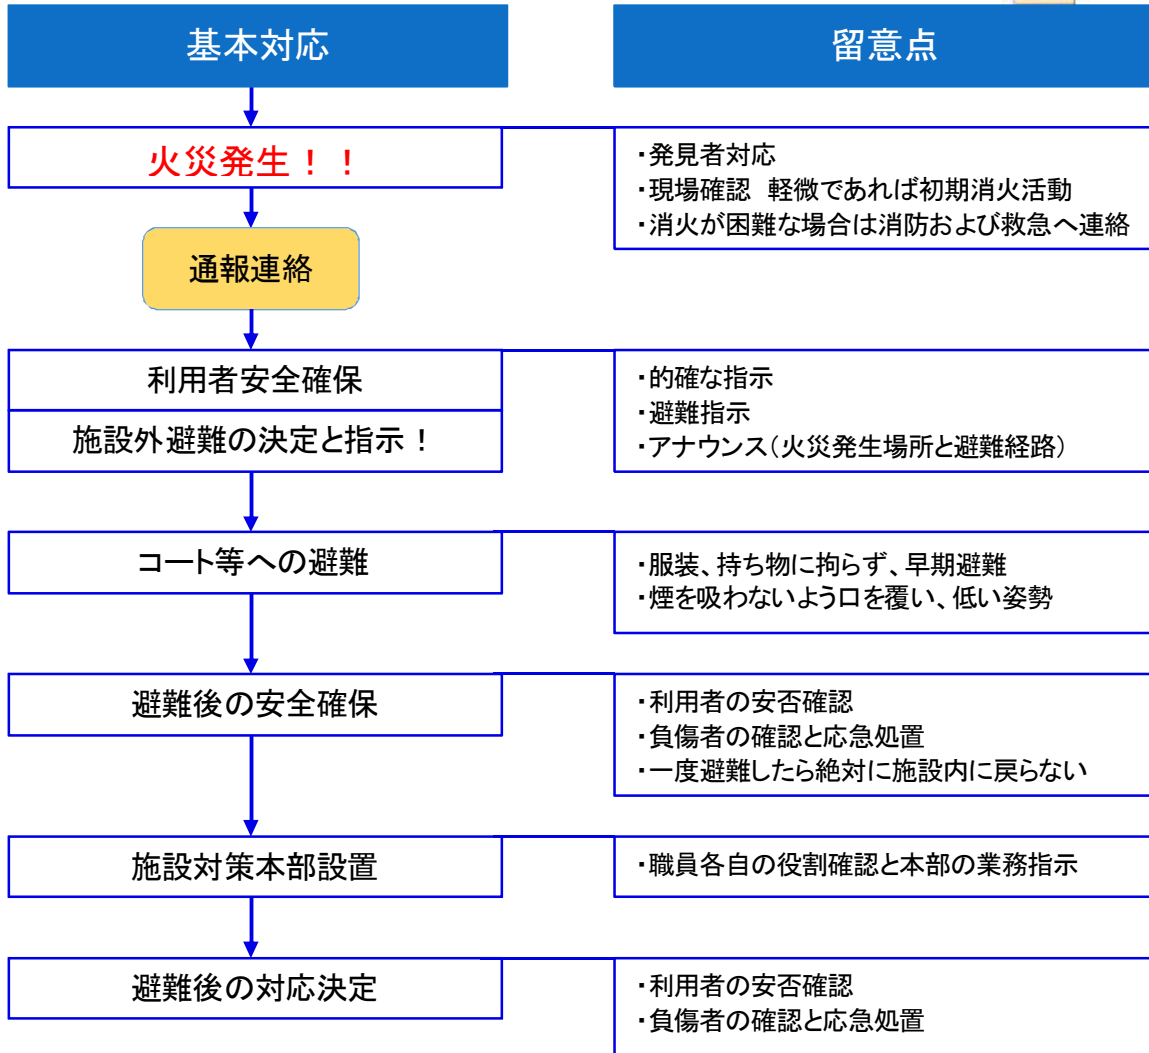 基本対応
留意点
火災発生！！
・発見者対応
・現場確認 軽微であれば初期消火活動
・消火が困難な場合は消防および救急へ連絡
通報連絡
利用者安全確保
施設外避難の決定と指示！
・的確な指示
・避難指示
・アナウンス（火災発生場所と避難経路）
コート等への避難
・服装、持ち物に拘らず、早期避難
・煙を吸わないよう口を覆い、低い姿勢
避難後の安全確保
・利用者の安否確認
・負傷者の確認と応急処置
・一度避難したら絶対に施設内に戻らない
施設対策本部設置
・職員各自の役割確認と本部の業務指示
避難後の対応決定
・利用者の安否確認
・負傷者の確認と応急処置